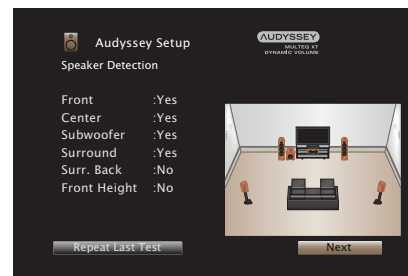 Audyssey Setup
AUDYSSEY
MULTEQ XT
DYNAMIC VOLUME
Speaker Detection
Front :Yes
Center :Yes
Subwoofer :Yes
Surround :Yes
Surr. Back :No
Front Height :No
Repeat Last Test
Next